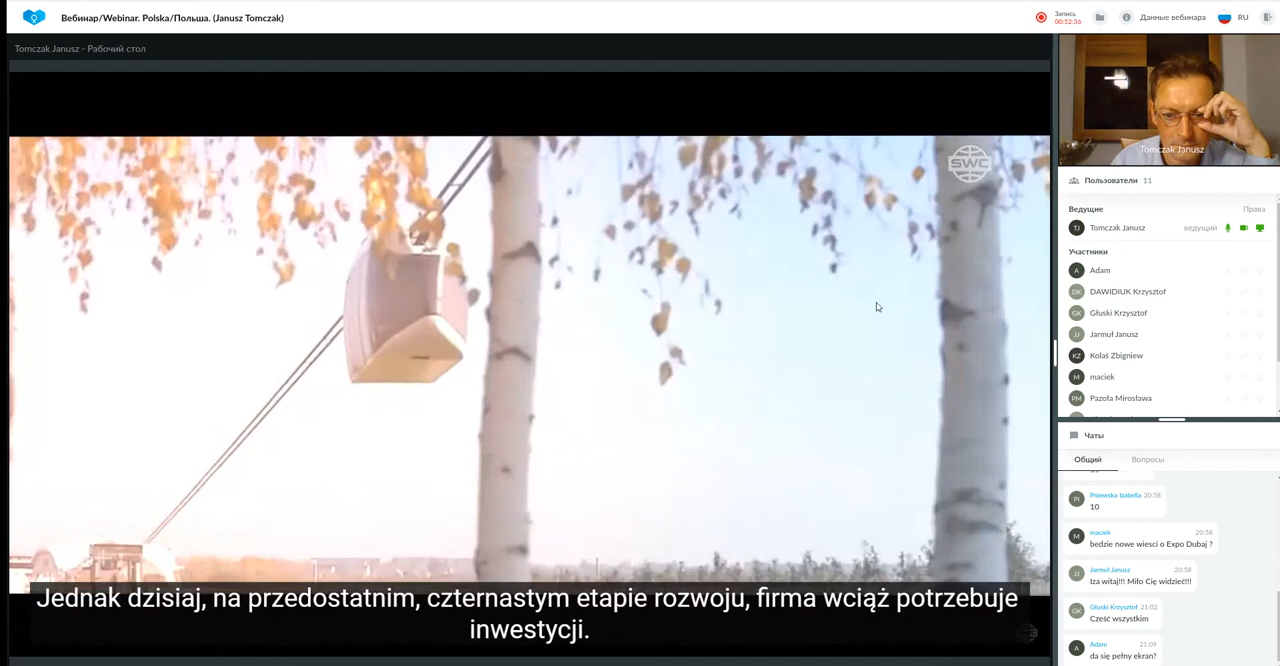 Вебинар/Webinar. Polska/Польша. (Janusz Tomczak)
Запись
00:52:36
Данные вебинара
RU
Tomczak Janusz - Рабочий стол
SWC
Tomczak Janusz
Пользователи 11
Ведущие Права
TJ Tomczak Janusz ведущий
Участники
A Adam
DK DAWIDIUK Krzysztof
GK Głuski Krzysztof
JJ Jarmuł Janusz
KZ Kolaś Zbigniew
M maciek
PM Pazoła Mirosława
Чаты
Общий Вопросы
PI Pniewska Izabella 20:58
10
M maciek 20:58
bedzie nowe wiesci o Expo Dubaj ?
JJ Jarmuł Janusz 20:58
Iza witaj!!! Miło Cię widzieć!!!
GK Głuski Krzysztof 21:02
Cześć wszystkim
A Adam 21:09
da się pełny ekran?
Jednak dzisiaj, na przedostatnim, czternastym etapie rozwoju, firma wciąż potrzebuje
inwestycji.